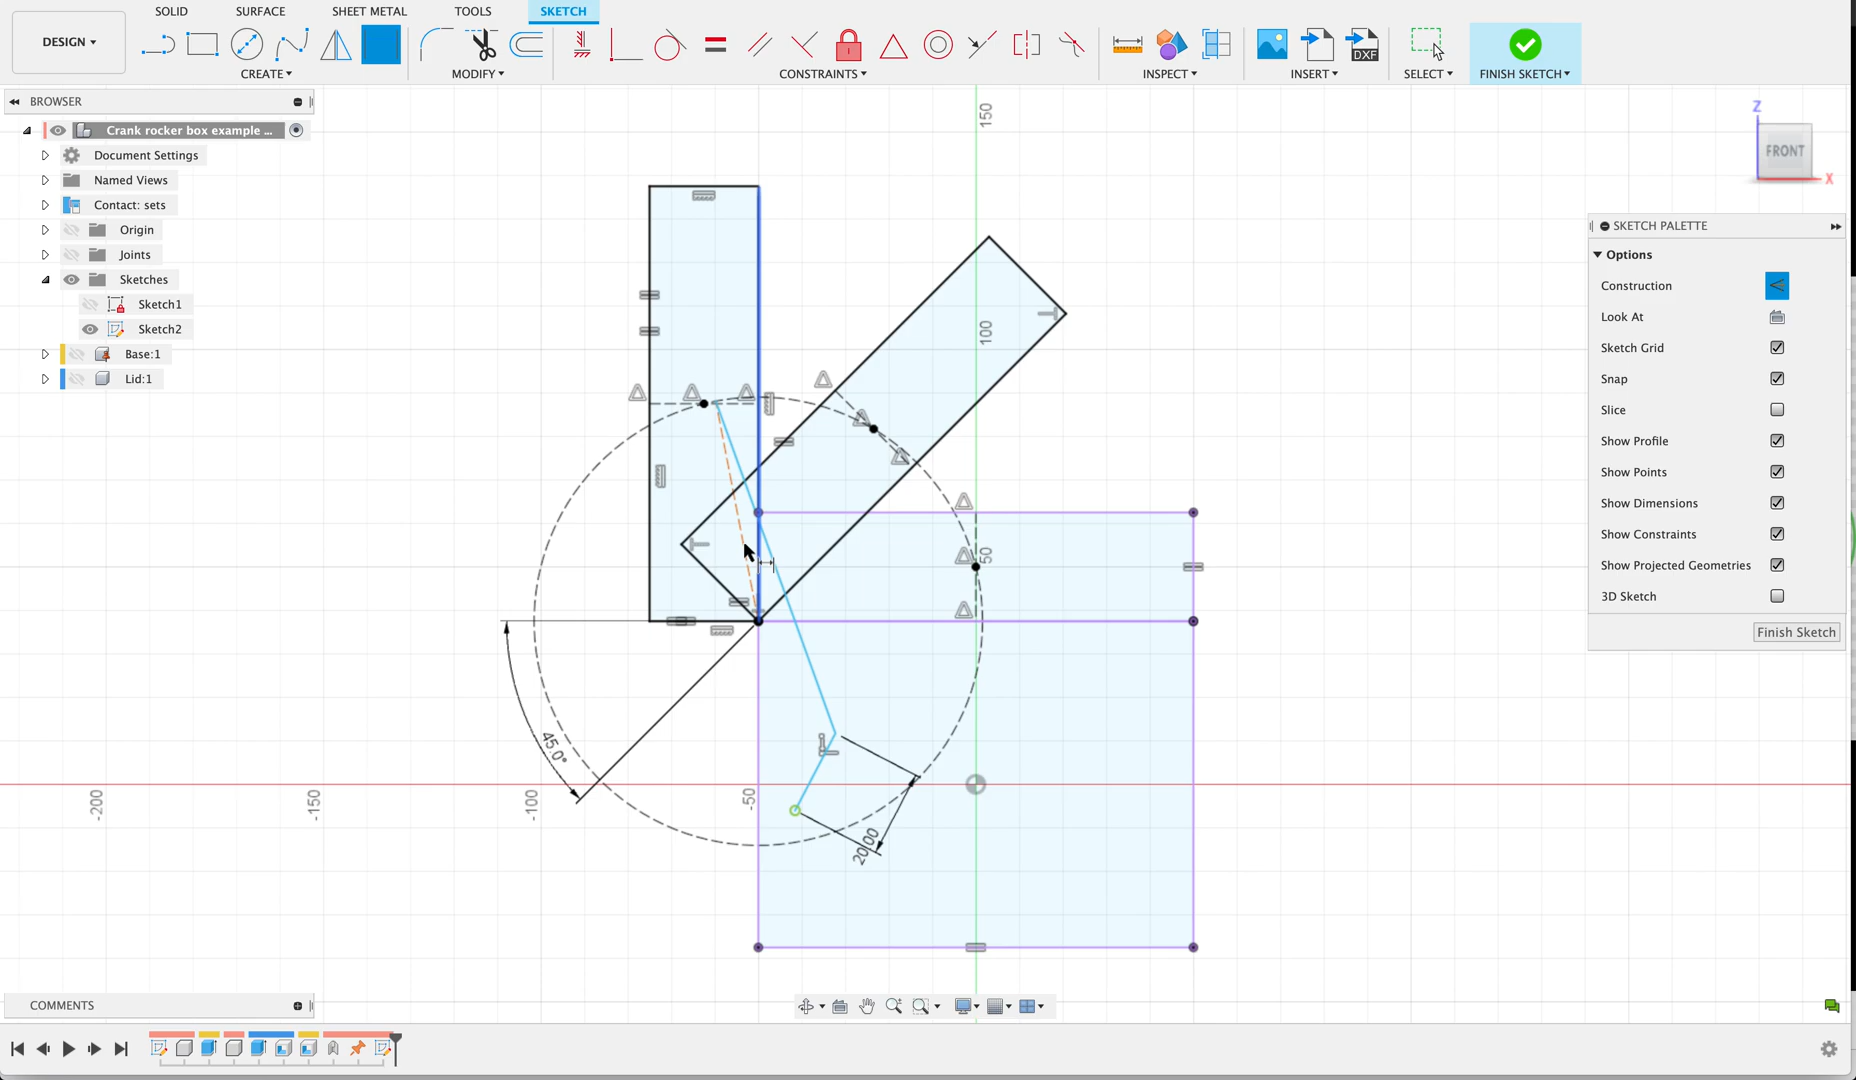 SOLID SURFACE SHEET METAL TOOLS SKETCH
DESIGN
CREATE MODIFY CONSTRAINTS INSPECT INSERT SELECT FINISH SKETCH
DXF
BROWSER
Crank rocker box example ...
Document Settings
Named Views
Contact: sets
Origin
Joints
Sketches
Sketch1
Sketch2
Base:1
Lid:1
Z
FRONT
X
SKETCH PALETTE
Options
Construction
Look At
Sketch Grid
Snap
Slice
Show Profile
Show Points
Show Dimensions
Show Constraints
Show Projected Geometries
3D Sketch
Finish Sketch
150
100
50
45.0°
20.00
-200
-150
-100
-50
COMMENTS